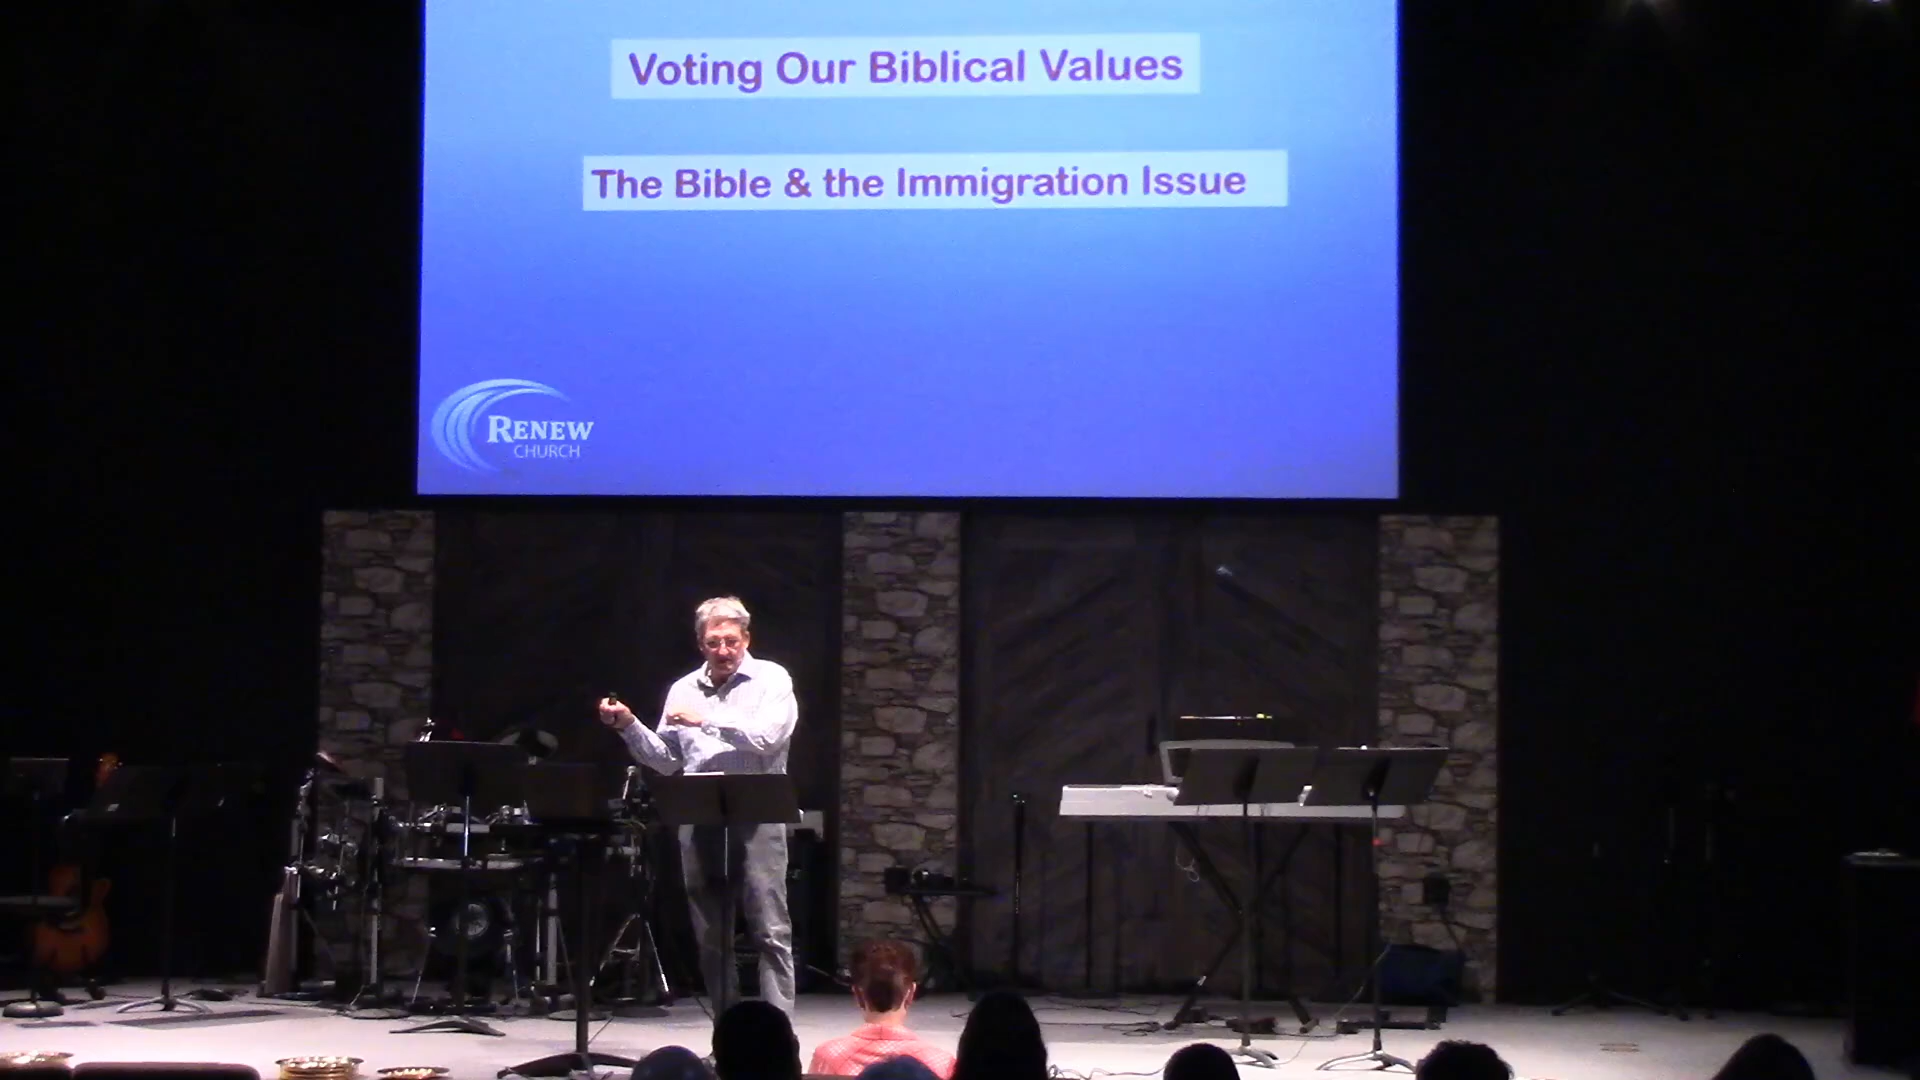 Voting Our Biblical Values
The Bible & the Immigration Issue
RENEW
CHURCH